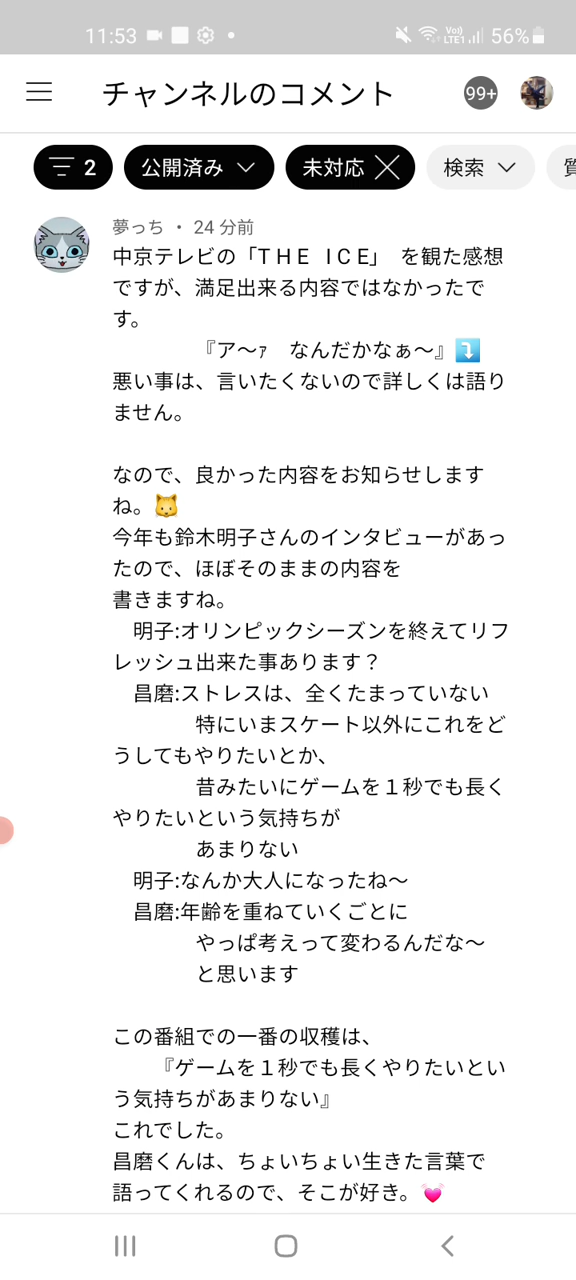 11:53
Vo)) LTE1 56%
チャンネルのコメント
99+
2 公開済み 未対応 検索
夢っち ・ 24 分前
中京テレビの「ＴＨＥ ＩＣＥ」 を観た感想
ですが、満足出来る内容ではなかったで
す。
『ア～ｧ なんだかなぁ～』⤵️
悪い事は、言いたくないので詳しくは語り
ません。
なので、良かった内容をお知らせします
ね。🐱
今年も鈴木明子さんのインタビューがあっ
たので、ほぼそのままの内容を
書きますね。
明子:オリンピックシーズンを終えてリフ
レッシュ出来た事あります？
昌磨:ストレスは、全くたまっていない
特にいまスケート以外にこれをど
うしてもやりたいとか、
昔みたいにゲームを１秒でも長く
やりたいという気持ちが
あまりない
明子:なんか大人になったね～
昌磨:年齢を重ねていくごとに
やっぱ考えって変わるんだな～
と思います
この番組での一番の収穫は、
『ゲームを１秒でも長くやりたいとい
う気持ちがあまりない』
これでした。
昌磨くんは、ちょいちょい生きた言葉で
語ってくれるので、そこが好き。💓